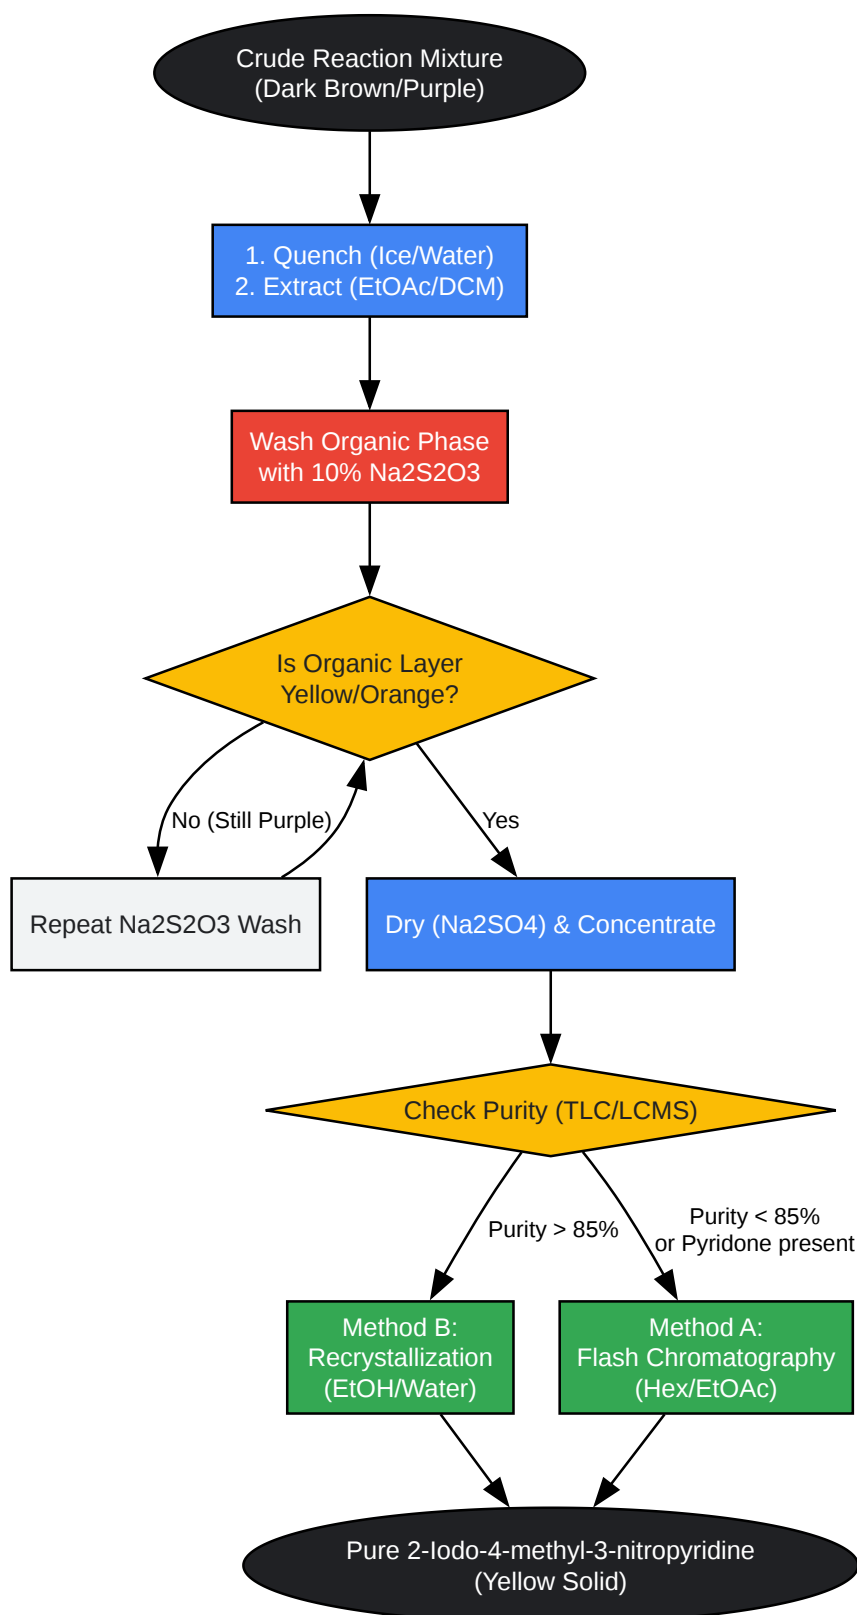 Crude Reaction Mixture
(Dark Brown/Purple)
1. Quench (Ice/Water)
2. Extract (EtOAc/DCM)
Wash Organic Phase
with 10% Na2S2O3
Is Organic Layer
Yellow/Orange?
No (Still Purple)
Yes
Repeat Na2S2O3 Wash
Dry (Na2SO4) & Concentrate
Check Purity (TLC/LCMS)
Purity > 85%
Purity < 85%
or Pyridone present
Method B:
Recrystallization
(EtOH/Water)
Method A:
Flash Chromatography
(Hex/EtOAc)
Pure 2-Iodo-4-methyl-3-nitropyridine
(Yellow Solid)